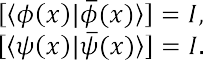 [⟨ϕ(x)|ϕ̄(x)⟩] = I,
[⟨ψ(x)|ψ̄(x)⟩] = I.